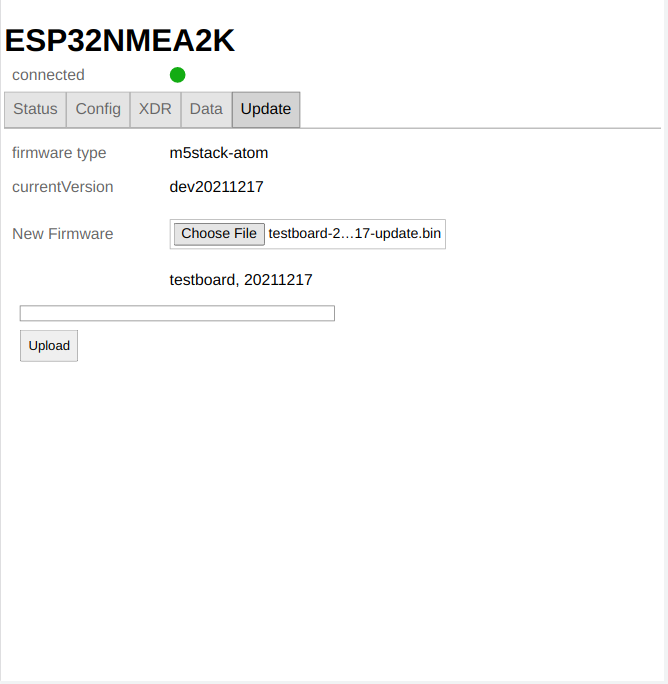 ESP32NMEA2K
connected
Status Config XDR Data Update
firmware type m5stack-atom
currentVersion dev20211217
New Firmware Choose File testboard-2…17-update.bin
testboard, 20211217
Upload